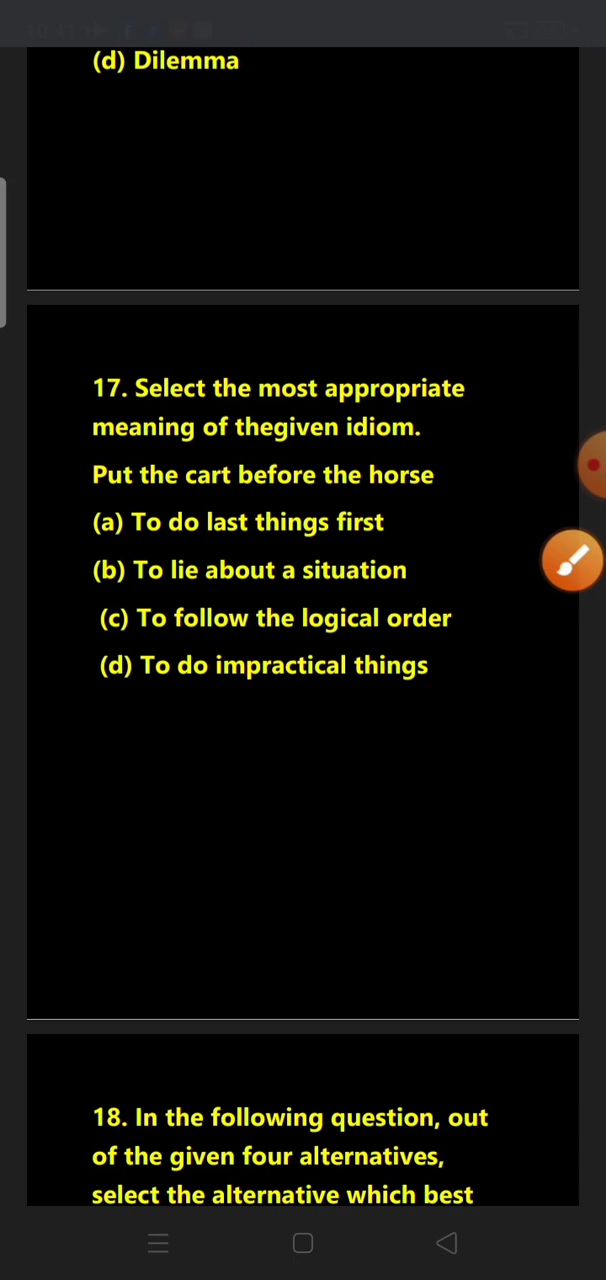 (d) Dilemma
17. Select the most appropriate
meaning of thegiven idiom.
Put the cart before the horse
(a) To do last things first
(b) To lie about a situation
(c) To follow the logical order
(d) To do impractical things
18. In the following question, out
of the given four alternatives,
select the alternative which best